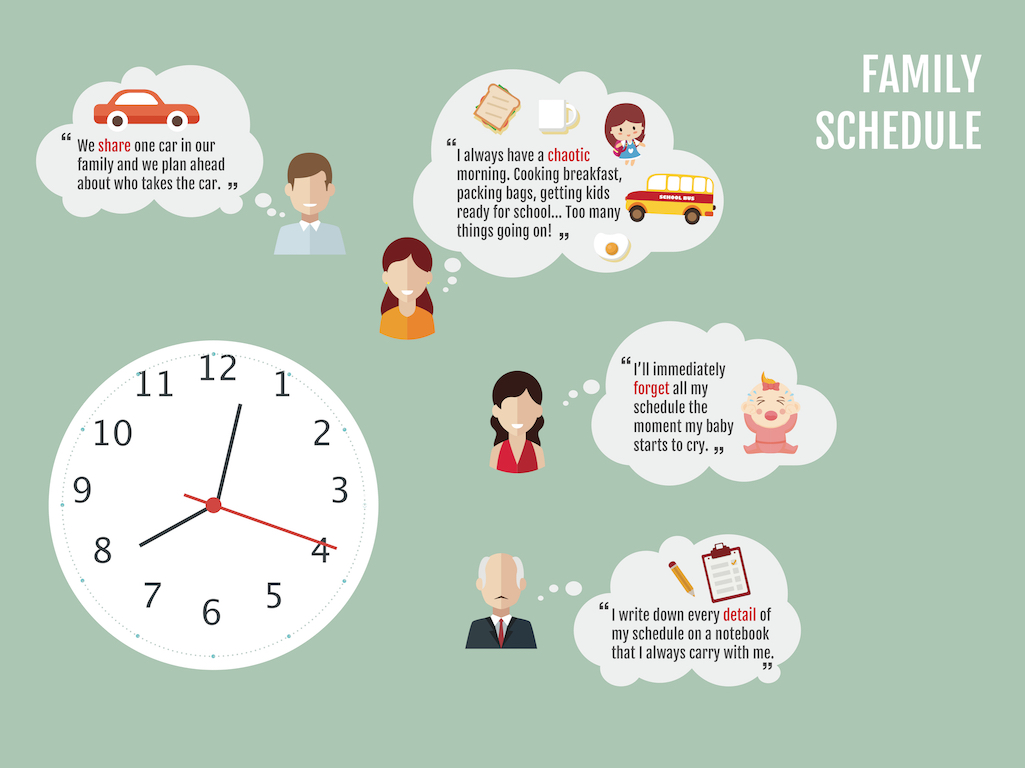 FAMILY
SCHEDULE
“ We share one car in our
family and we plan ahead
about who takes the car. ”
“ I always have a chaotic
morning. Cooking breakfast,
packing bags, getting kids
ready for school... Too many
things going on! ”
SCHOOL BUS
“ I’ll immediately
forget all my
schedule the
moment my baby
starts to cry. ”
“ I write down every detail of
my schedule on a notebook
that I always carry with me. ”
12
1
2
3
4
5
6
7
8
9
10
11